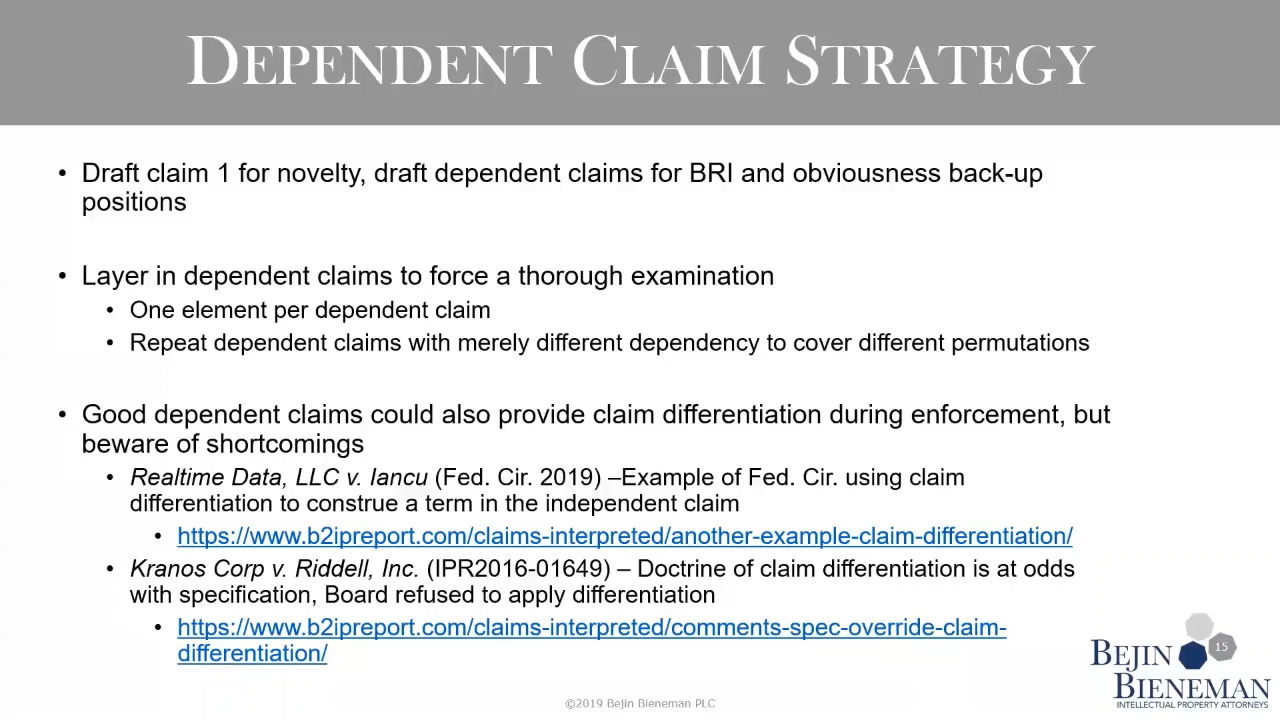 DEPENDENT CLAIM STRATEGY
• Draft claim 1 for novelty, draft dependent claims for BRI and obviousness back-up
positions
• Layer in dependent claims to force a thorough examination
• One element per dependent claim
• Repeat dependent claims with merely different dependency to cover different permutations
• Good dependent claims could also provide claim differentiation during enforcement, but
beware of shortcomings
• Realtime Data, LLC v. Iancu (Fed. Cir. 2019) –Example of Fed. Cir. using claim
differentiation to construe a term in the independent claim
• https://www.b2ipreport.com/claims-interpreted/another-example-claim-differentiation/
• Kranos Corp v. Riddell, Inc. (IPR2016-01649) – Doctrine of claim differentiation is at odds
with specification, Board refused to apply differentiation
• https://www.b2ipreport.com/claims-interpreted/comments-spec-override-claim-
differentiation/
15
BEJIN
BIENEMAN
INTELLECTUAL PROPERTY ATTORNEYS
©2019 Bejin Bieneman PLC